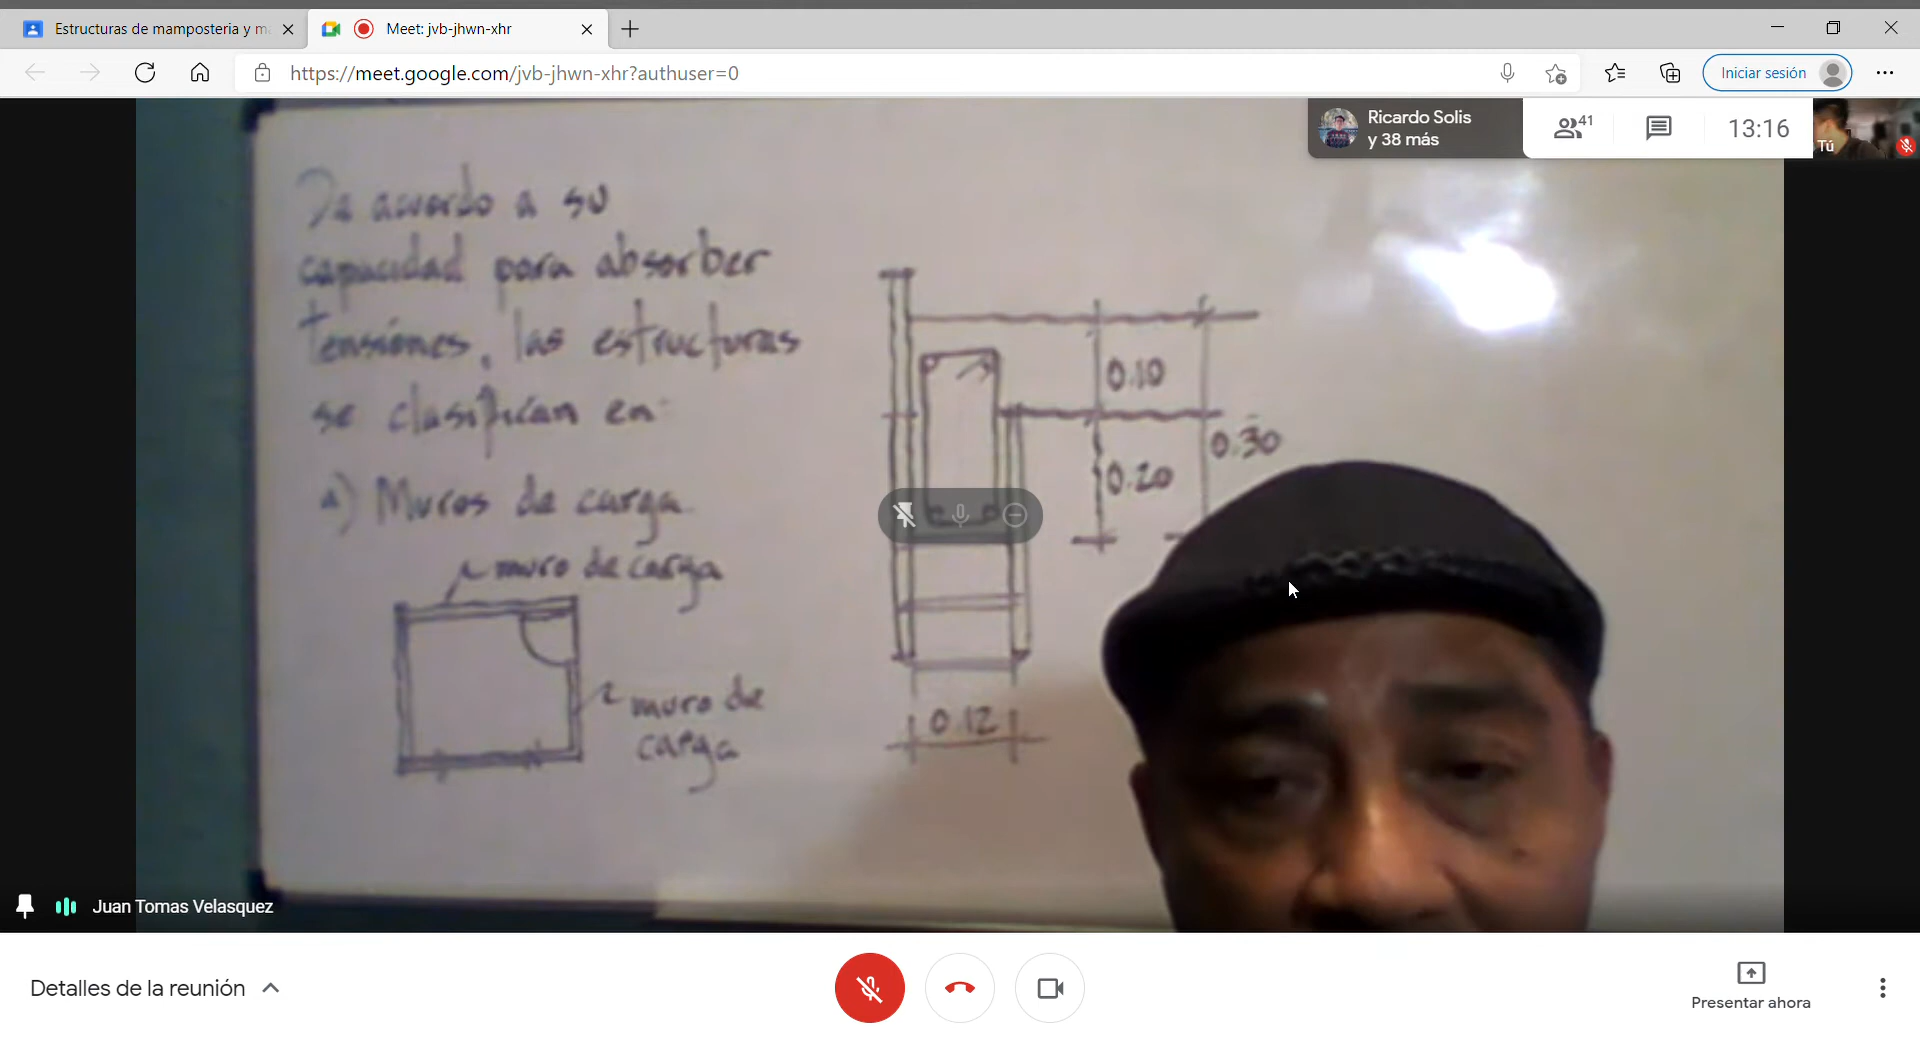 Estructuras de mamposteria y m
Meet: jvb-jhwn-xhr
https://meet.google.com/jvb-jhwn-xhr?authuser=0
Iniciar sesión
Ricardo Solis
y 38 más
41
13:16
Tú
De acuerdo a su
capacidad para absorber
tensiónes, las estructuras
se clasifican en
a) Muros de carga
muro de carga
muro de
carga
0.10
0.30
0.20
0.12
Juan Tomas Velasquez
Detalles de la reunión
Presentar ahora